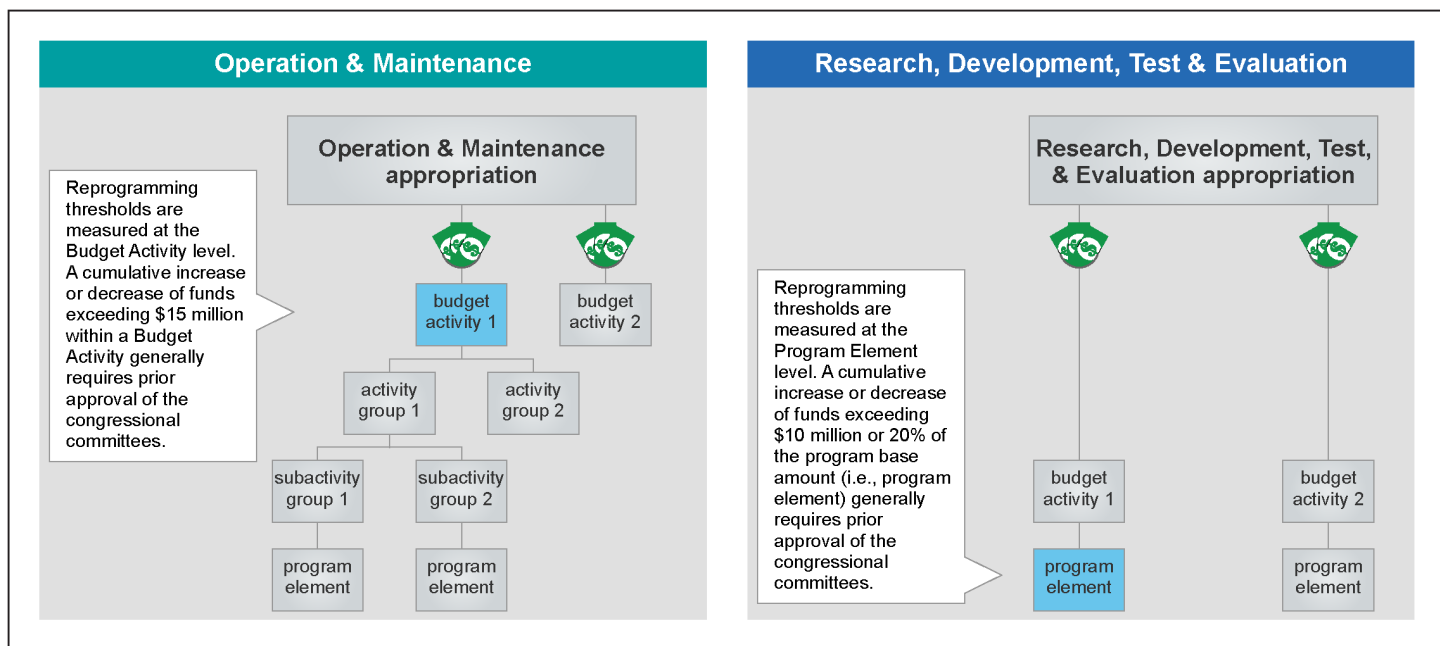 Operation & Maintenance
Operation & Maintenance
appropriation
Reprogramming
thresholds are
measured at the
Budget Activity level.
A cumulative increase
or decrease of funds
exceeding $15 million
within a Budget
Activity generally
requires prior
approval of the
congressional
committees.
budget
activity 1
budget
activity 2
activity
group 1
activity
group 2
subactivity
group 1
subactivity
group 2
program
element
program
element
Research, Development, Test & Evaluation
Research, Development, Test,
& Evaluation appropriation
Reprogramming
thresholds are
measured at the
Program Element
level. A cumulative
increase or decrease
of funds exceeding
$10 million or 20% of
the program base
amount (i.e., program
element) generally
requires prior
approval of the
congressional
committees.
budget
activity 1
budget
activity 2
program
element
program
element